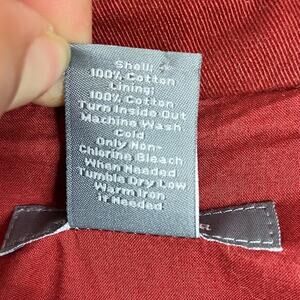 Shell:
100% Cotton
Lining:
100% Cotton
Turn Inside Out
Machine Wash
Cold
Only Non-
Chlorine Bleach
When Needed
Tumble Dry Low
Warm Iron
if Needed